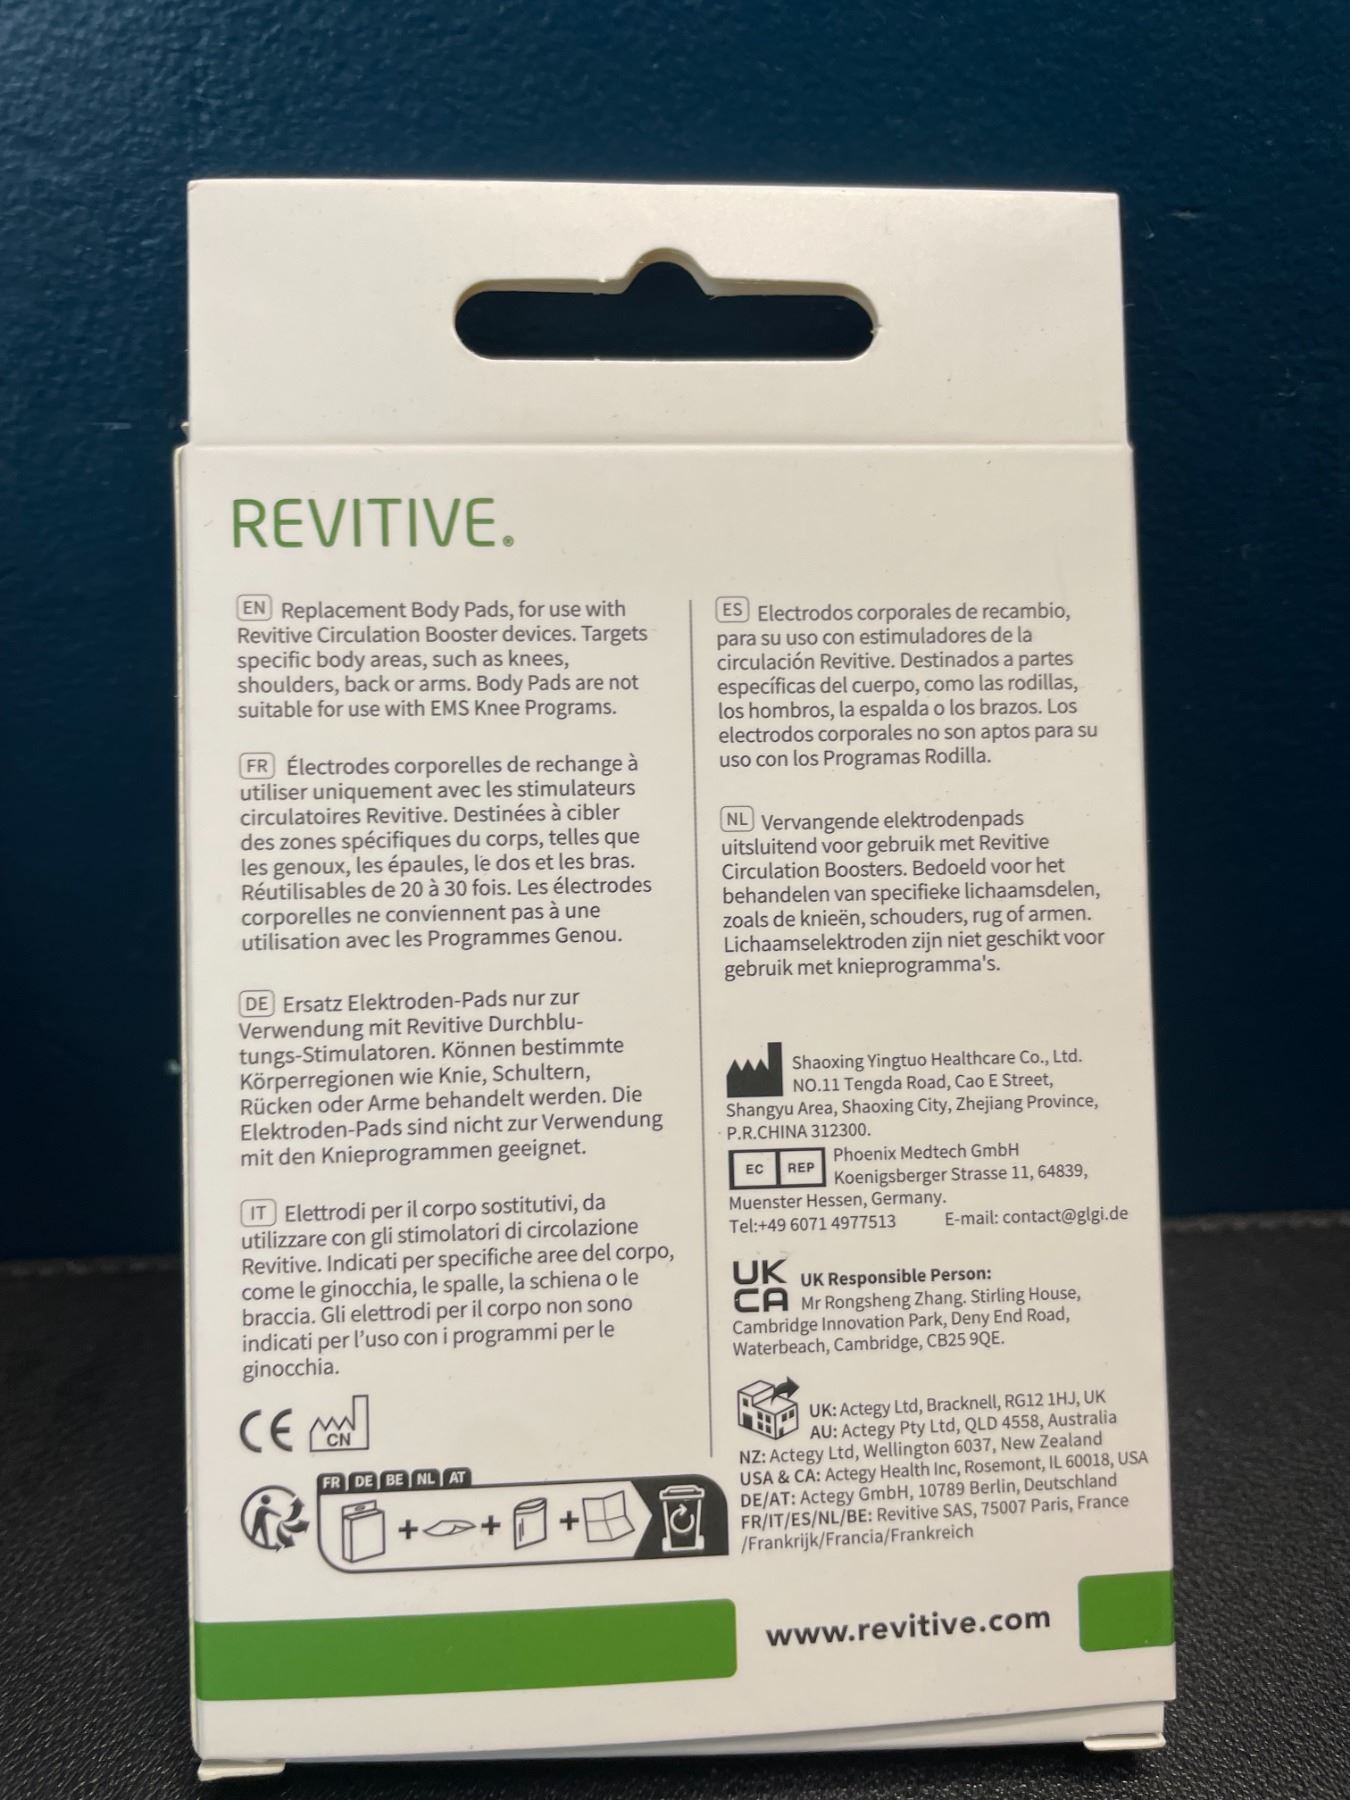 REVITIVE®
EN Replacement Body Pads, for use with
Revitive Circulation Booster devices. Targets
specific body areas, such as knees,
shoulders, back or arms. Body Pads are not
suitable for use with EMS Knee Programs.
FR Électrodes corporelles de rechange à
utiliser uniquement avec les stimulateurs
circulatoires Revitive. Destinées à cibler
des zones spécifiques du corps, telles que
les genoux, les épaules, le dos et les bras.
Réutilisables de 20 à 30 fois. Les électrodes
corporelles ne conviennent pas à une
utilisation avec les Programmes Genou.
DE Ersatz Elektroden-Pads nur zur
Verwendung mit Revitive Durchblu-
tungs-Stimulatoren. Können bestimmte
Körperregionen wie Knie, Schultern,
Rücken oder Arme behandelt werden. Die
Elektroden-Pads sind nicht zur Verwendung
mit den Knieprogrammen geeignet.
IT Elettrodi per il corpo sostitutivi, da
utilizzare con gli stimolatori di circolazione
Revitive. Indicati per specifiche aree del corpo,
come le ginocchia, le spalle, la schiena o le
braccia. Gli elettrodi per il corpo non sono
indicati per l'uso con i programmi per le
ginocchia.
CE CN
FR DE BE NL AT
ES Electrodos corporales de recambio,
para su uso con estimuladores de la
circulación Revitive. Destinados a partes
específicas del cuerpo, como las rodillas,
los hombros, la espalda o los brazos. Los
electrodos corporales no son aptos para su
uso con los Programas Rodilla.
NL Vervangende elektrodenpads
uitsluitend voor gebruik met Revitive
Circulation Boosters. Bedoeld voor het
behandelen van specifieke lichaamsdelen,
zoals de knieën, schouders, rug of armen.
Lichaamselektroden zijn niet geschikt voor
gebruik met knieprogramma's.
Shaoxing Yingtuo Healthcare Co., Ltd.
NO.11 Tengda Road, Cao E Street,
Shangyu Area, Shaoxing City, Zhejiang Province,
P.R.CHINA 312300.
EC REP Phoenix Medtech GmbH
Koenigsberger Strasse 11, 64839,
Muenster Hessen, Germany.
Tel:+49 6071 4977513 E-mail: contact@glgi.de
UK CA UK Responsible Person:
Mr Rongsheng Zhang. Stirling House,
Cambridge Innovation Park, Deny End Road,
Waterbeach, Cambridge, CB25 9QE.
UK: Actegy Ltd, Bracknell, RG12 1HJ, UK
AU: Actegy Pty Ltd, QLD 4558, Australia
NZ: Actegy Ltd, Wellington 6037, New Zealand
USA & CA: Actegy Health Inc, Rosemont, IL 60018, USA
DE/AT: Actegy GmbH, 10789 Berlin, Deutschland
FR/IT/ES/NL/BE: Revitive SAS, 75007 Paris, France
/Frankrijk/Francia/Frankreich
www.revitive.com